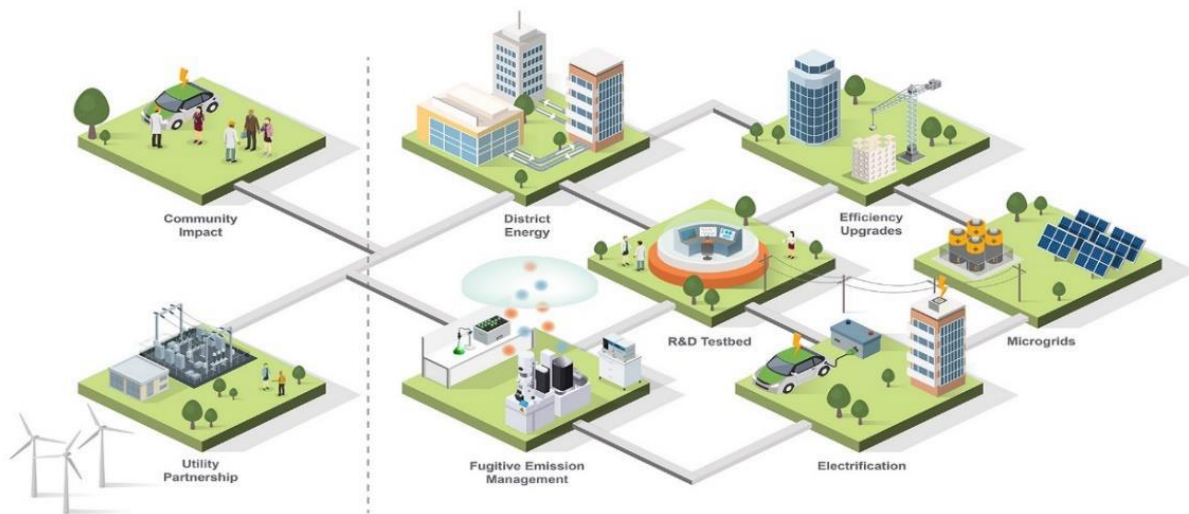 Community
Impact
District
Energy
Efficiency
Upgrades
R&D Testbed
Microgrids
Utility
Partnership
Fugitive Emission
Management
Electrification